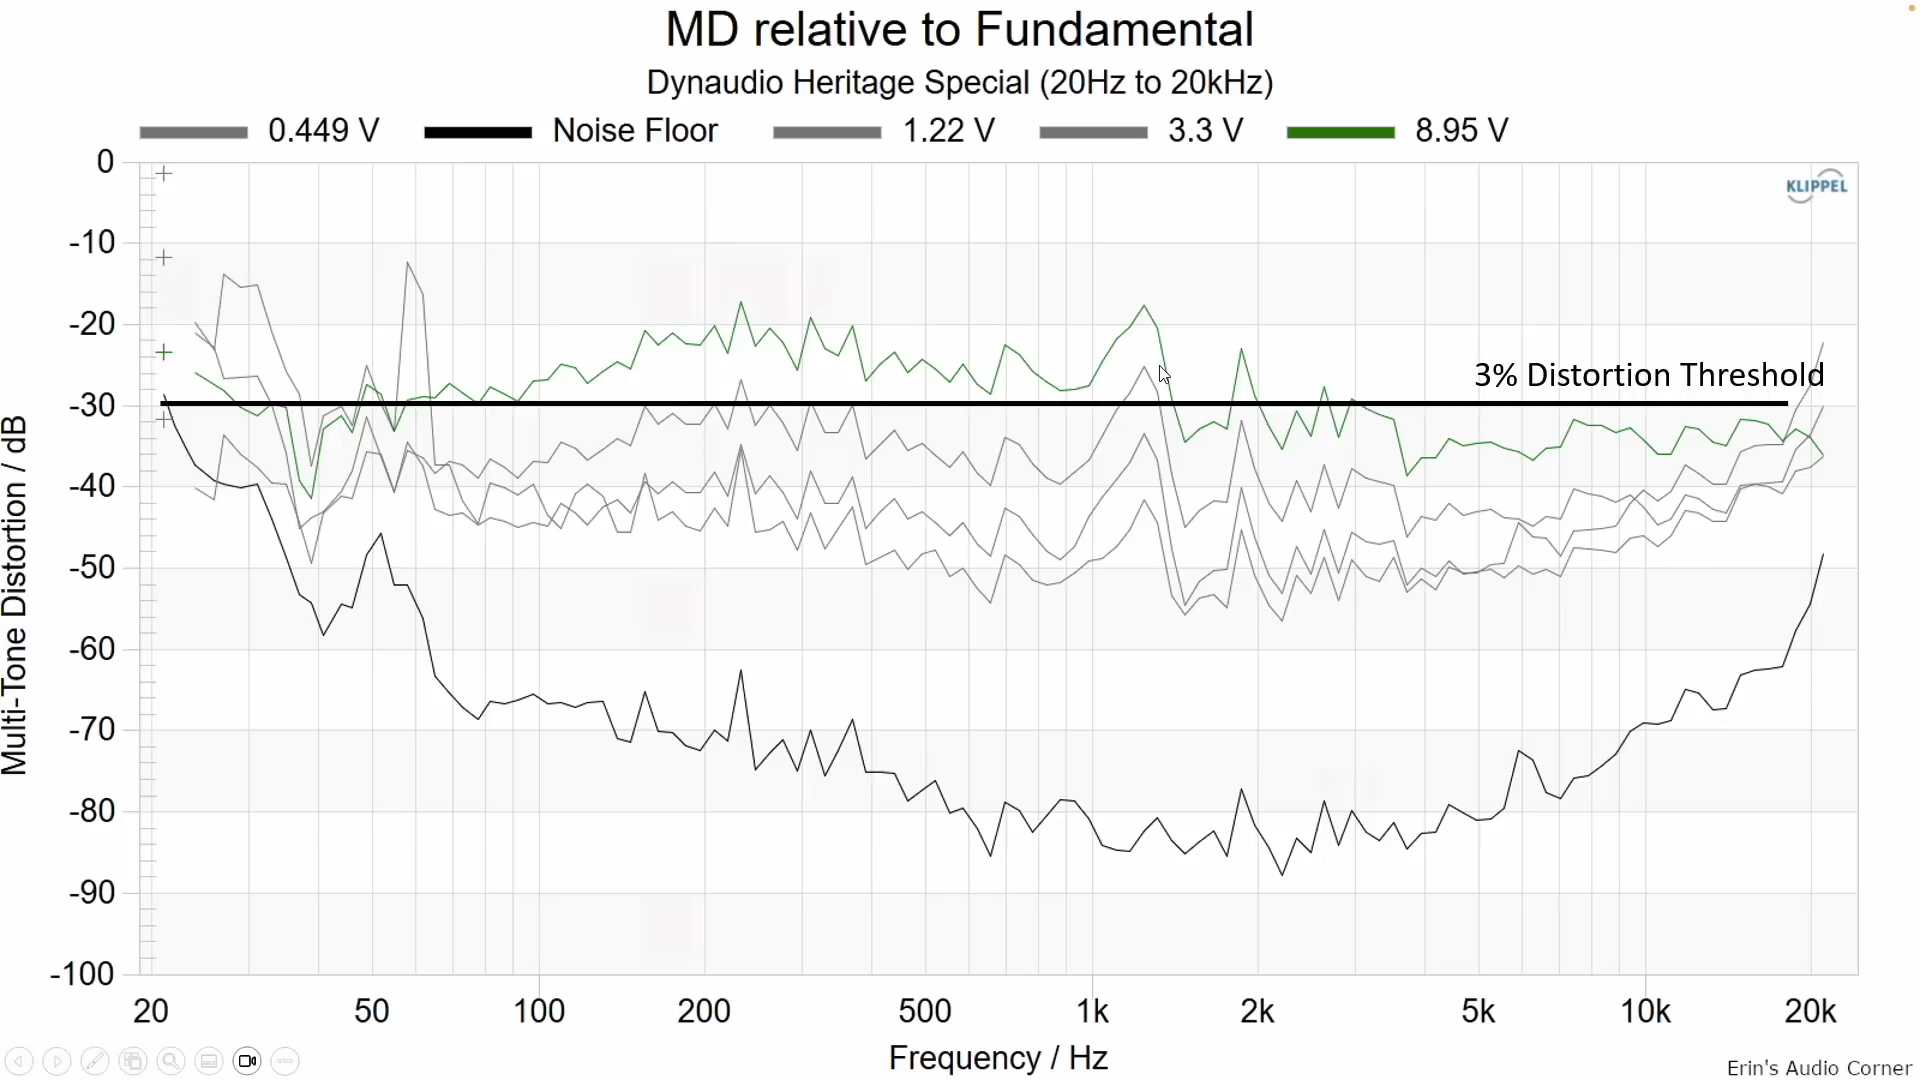 MD relative to Fundamental
Dynaudio Heritage Special (20Hz to 20kHz)
0.449 V Noise Floor 1.22 V 3.3 V 8.95 V
KLIPPEL
3% Distortion Threshold
Multi-Tone Distortion / dB
0
-10
-20
-30
-40
-50
-60
-70
-80
-90
-100
20 50 100 200 500 1k 2k 5k 10k 20k
Frequency / Hz
Erin's Audio Corner